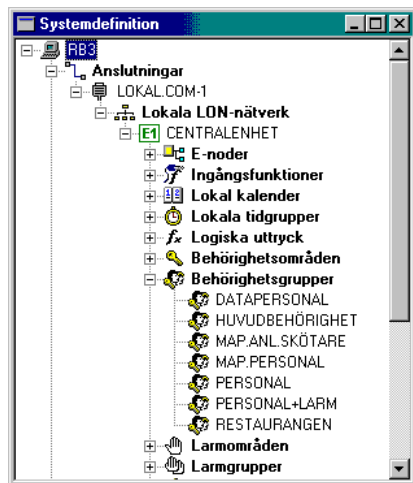 Systemdefinition
RB3
Anslutningar
LOKAL.COM-1
Lokala LON-nätverk
E1 CENTRALENHET
E-noder
Ingångsfunktioner
Lokal kalender
Lokala tidgrupper
fx Logiska uttryck
Behörighetsområden
Behörighetsgrupper
DATAPERSONAL
HUVUDBEHÖRIGHET
MAP.ANL.SKÖTARE
MAP.PERSONAL
PERSONAL
PERSONAL+LARM
RESTAURANGEN
Larmområden
Larmgrupper